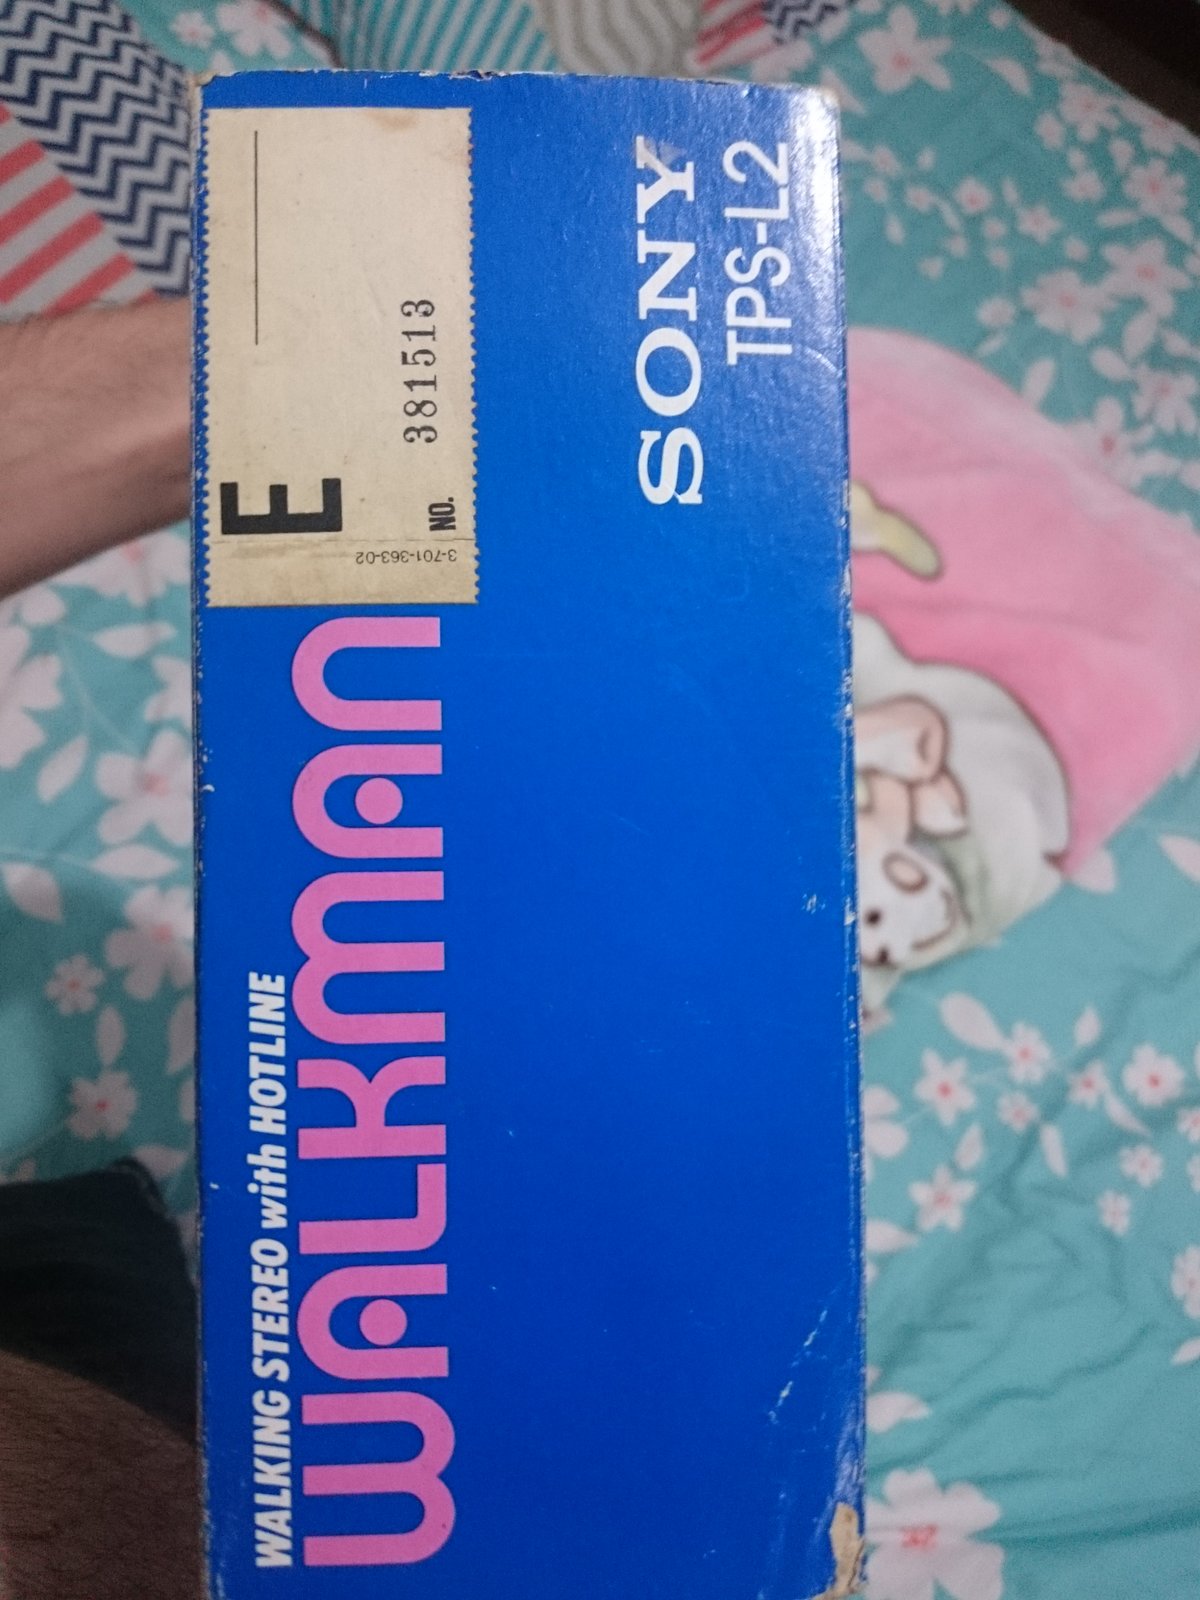 WALKING STEREO with HOTLINE
WALKMAN
E
NO. 381513
3-701-363-02
SONY
TPS-L2